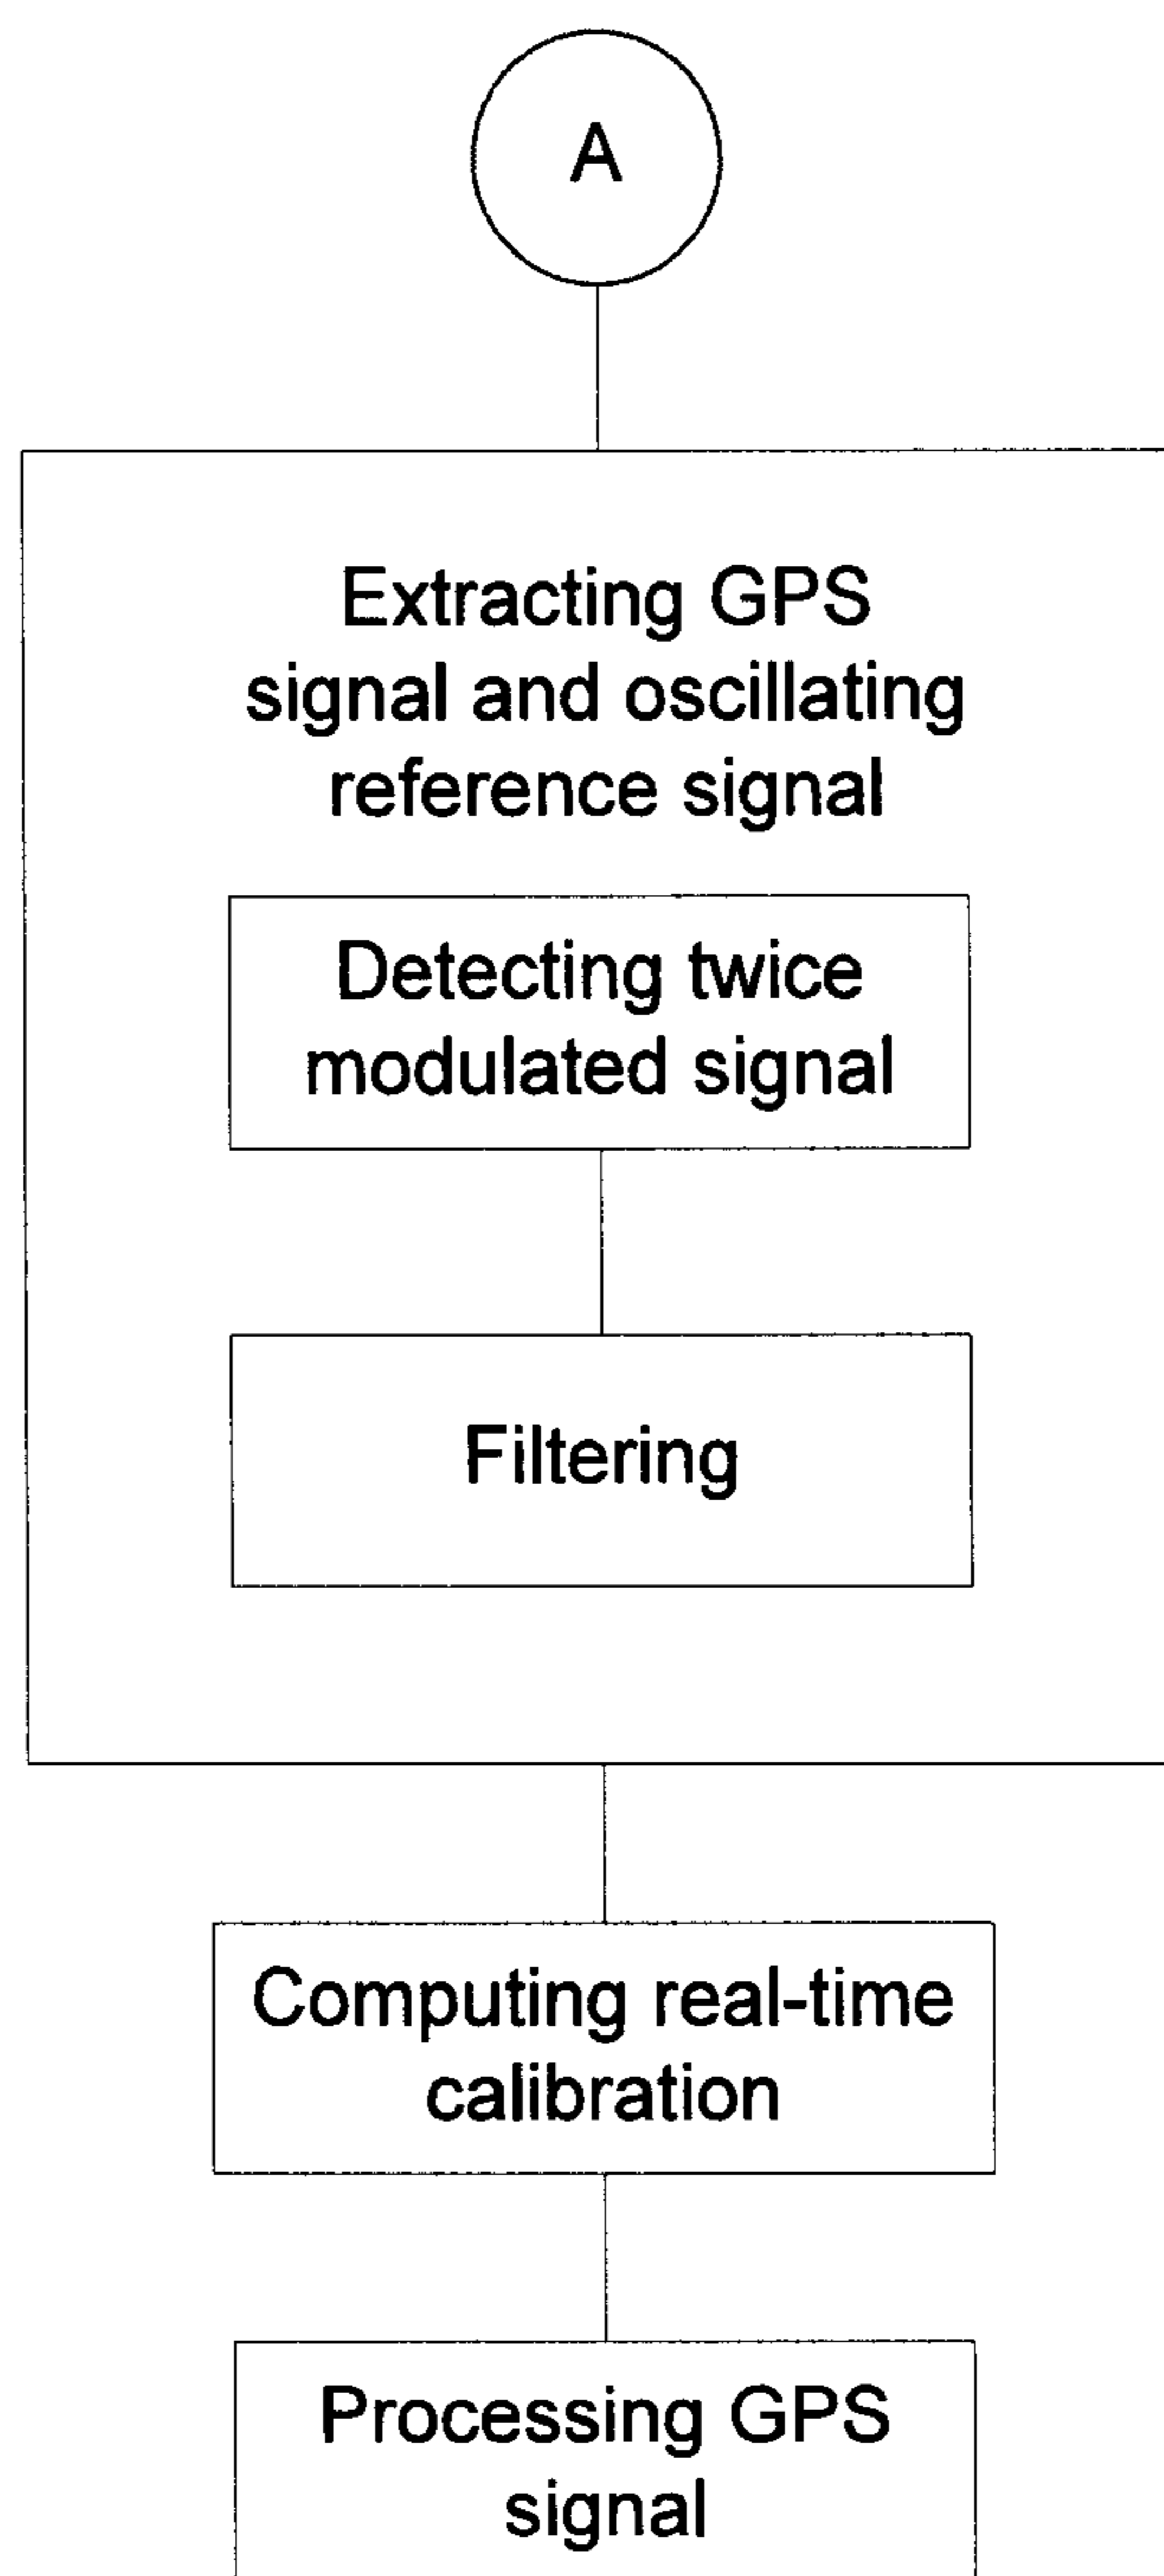 A
Extracting GPS
signal and oscillating
reference signal
Detecting twice
modulated signal
Filtering
Computing real-time
calibration
Processing GPS
signal